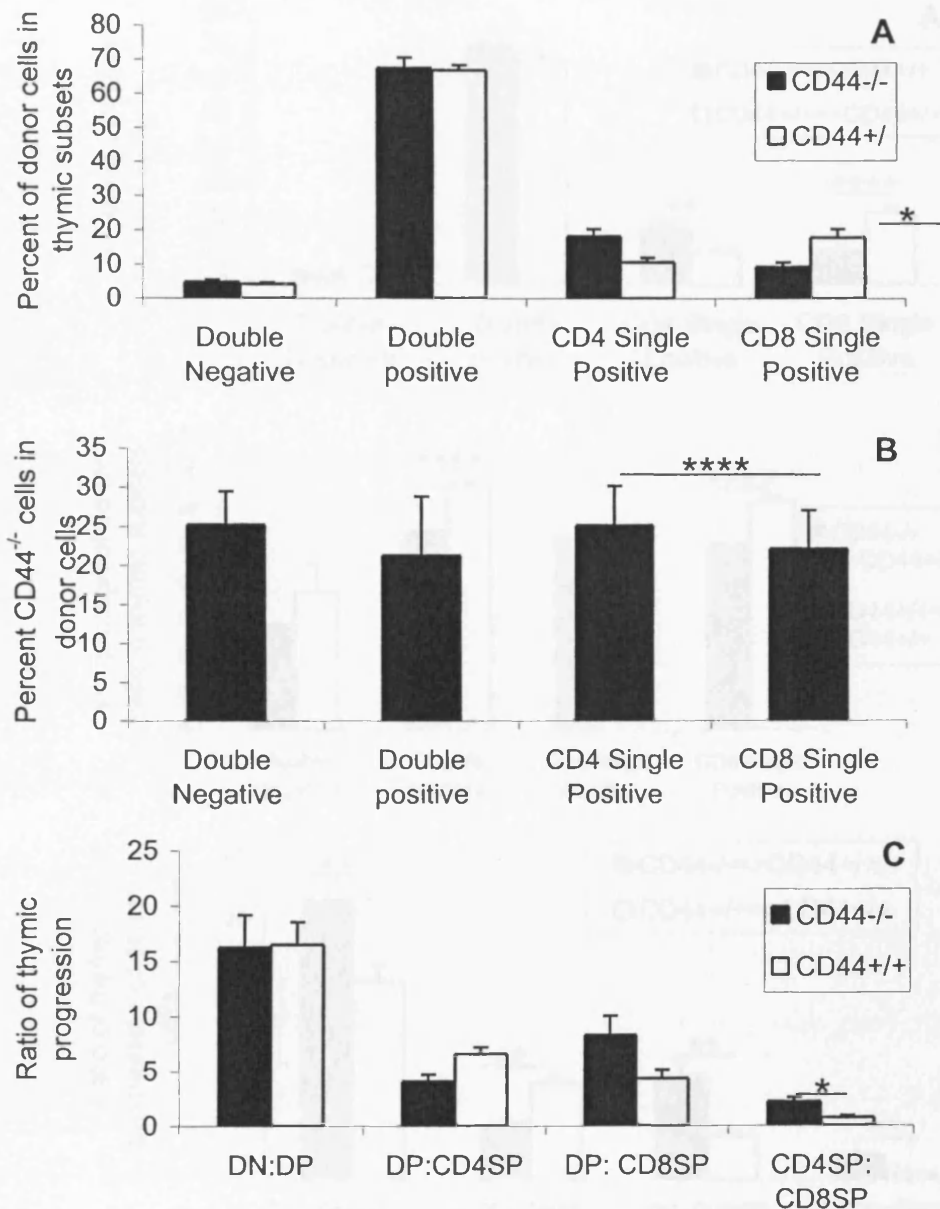 A
Percent of donor cells in
thymic subsets
80
70
60
50
40
30
20
10
0
CD44-/-
CD44+/
*
Double
Negative
Double
positive
CD4 Single
Positive
CD8 Single
Positive
B
Percent CD44-/- cells in
donor cells
35
30
25
20
15
10
5
0
****
Double
Negative
Double
positive
CD4 Single
Positive
CD8 Single
Positive
C
Ratio of thymic
progression
25
20
15
10
5
0
CD44-/-
CD44+/+
*
DN:DP
DP:CD4SP
DP: CD8SP
CD4SP:
CD8SP